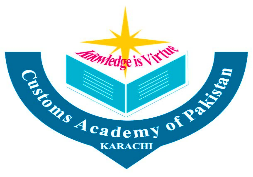 Knowledge is Virtue
Customs Academy of Pakistan
KARACHI